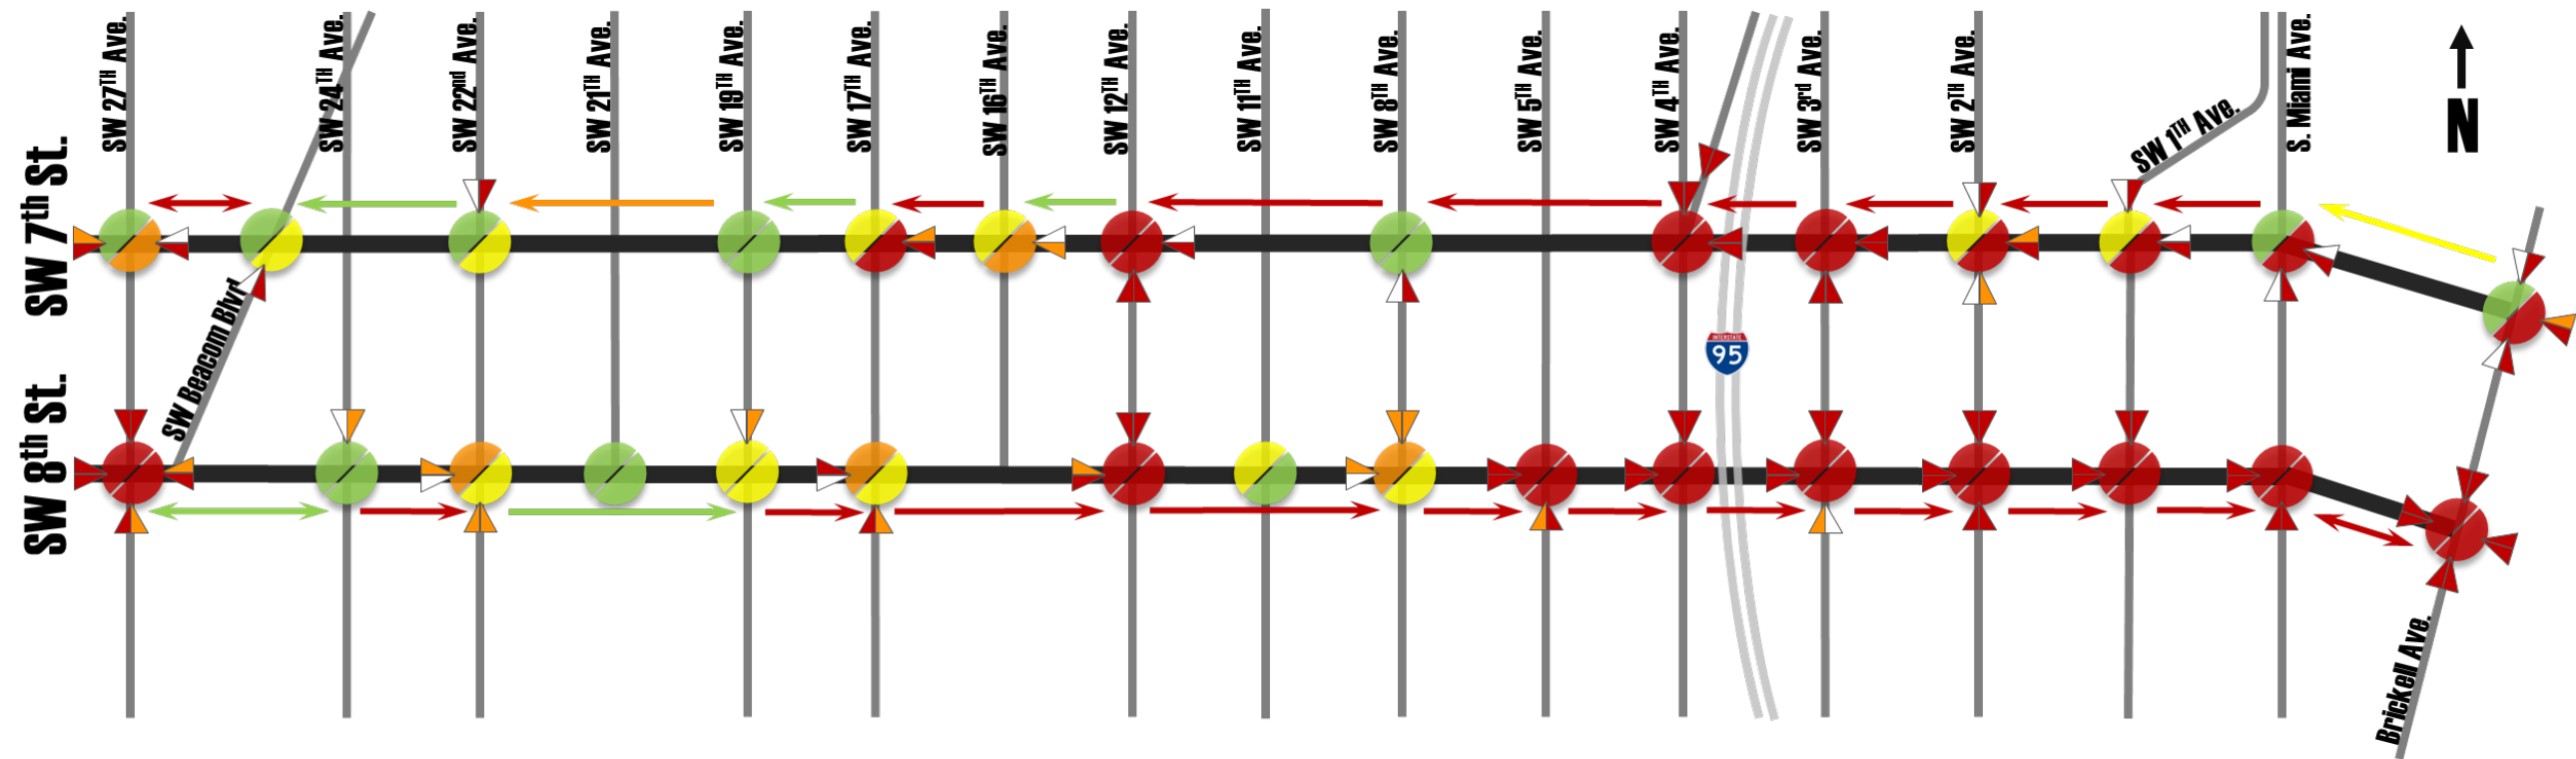 SW 27TH Ave.
SW 24TH Ave.
SW 22nd Ave.
SW 21TH Ave.
SW 19TH Ave.
SW 17TH Ave.
SW 16TH Ave.
SW 12TH Ave.
SW 11TH Ave.
SW 8TH Ave.
SW 5TH Ave.
SW 4TH Ave.
SW 3rd Ave.
SW 2TH Ave.
SW 1TH Ave.
S. Miami Ave.
N
SW 7th St.
SW Beacom Blvd
INTERSTATE
95
SW 8th St.
Brickell Ave.